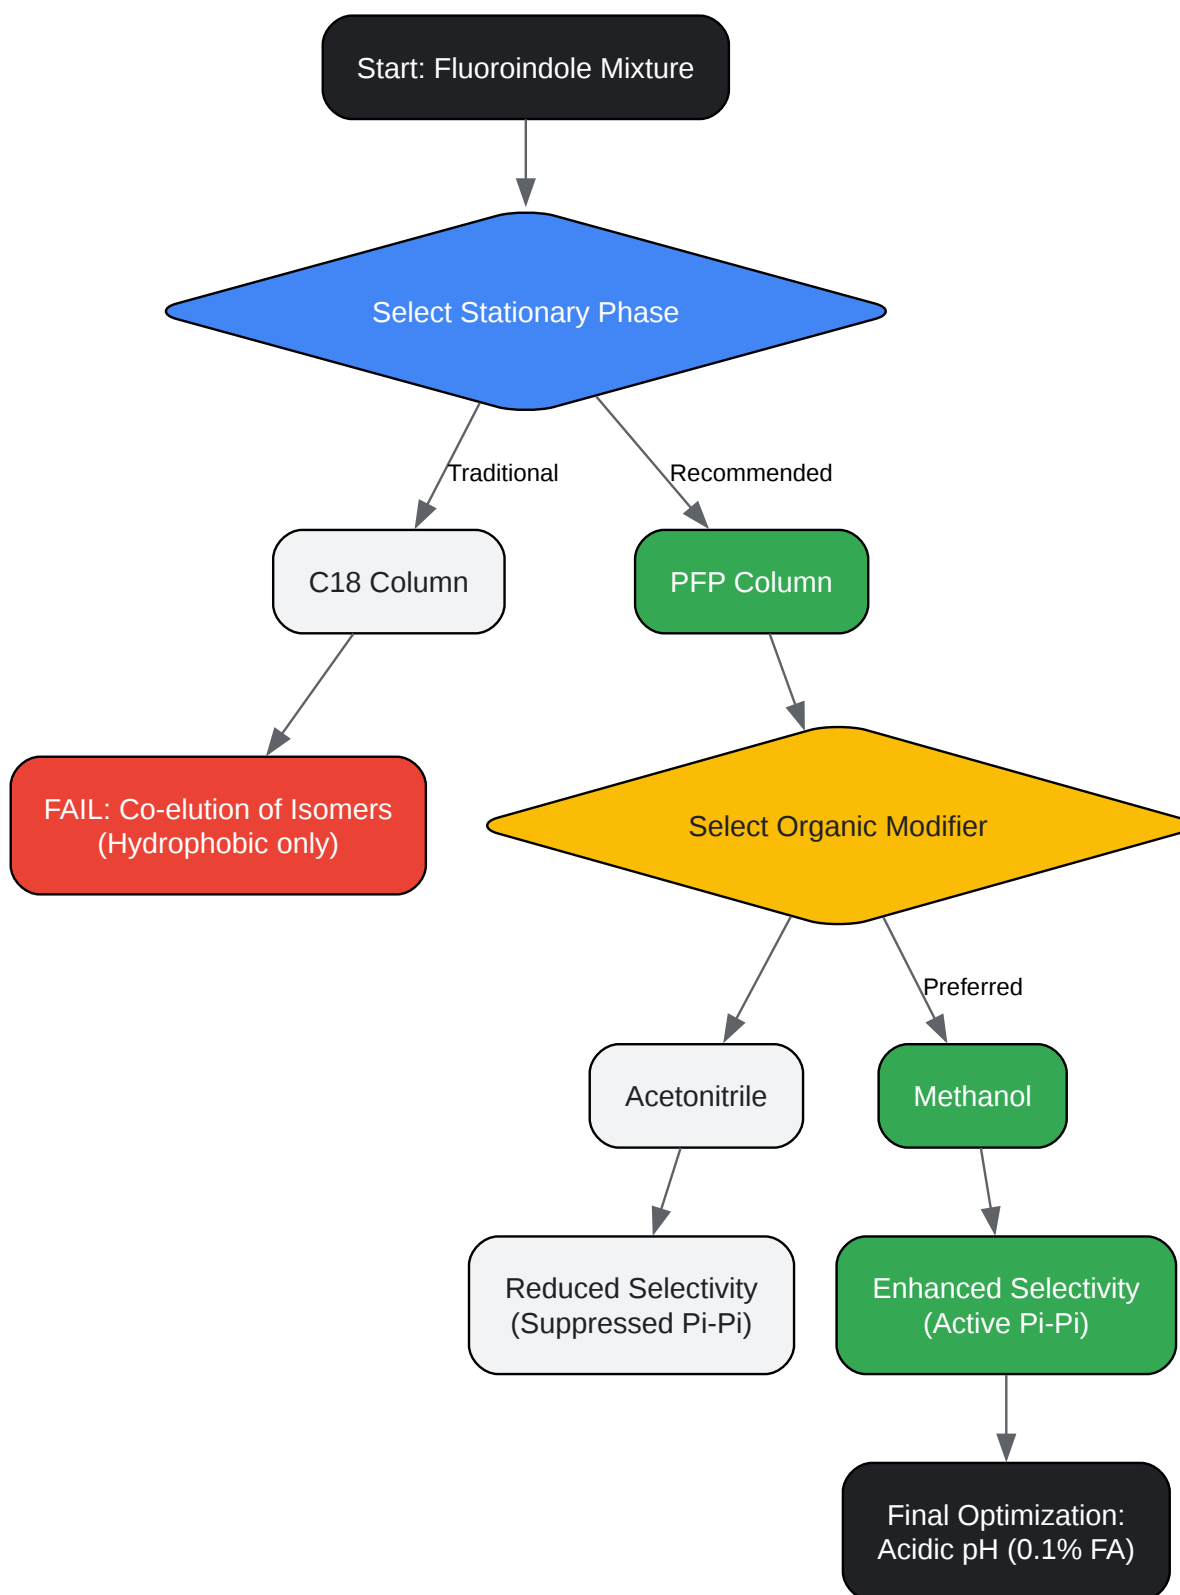 Start: Fluoroindole Mixture
Select Stationary Phase
Traditional
Recommended
C18 Column
PFP Column
FAIL: Co-elution of Isomers
(Hydrophobic only)
Select Organic Modifier
Preferred
Acetonitrile
Methanol
Reduced Selectivity
(Suppressed Pi-Pi)
Enhanced Selectivity
(Active Pi-Pi)
Final Optimization:
Acidic pH (0.1% FA)